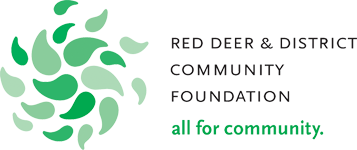 RED DEER & DISTRICT
COMMUNITY
FOUNDATION
all for community.